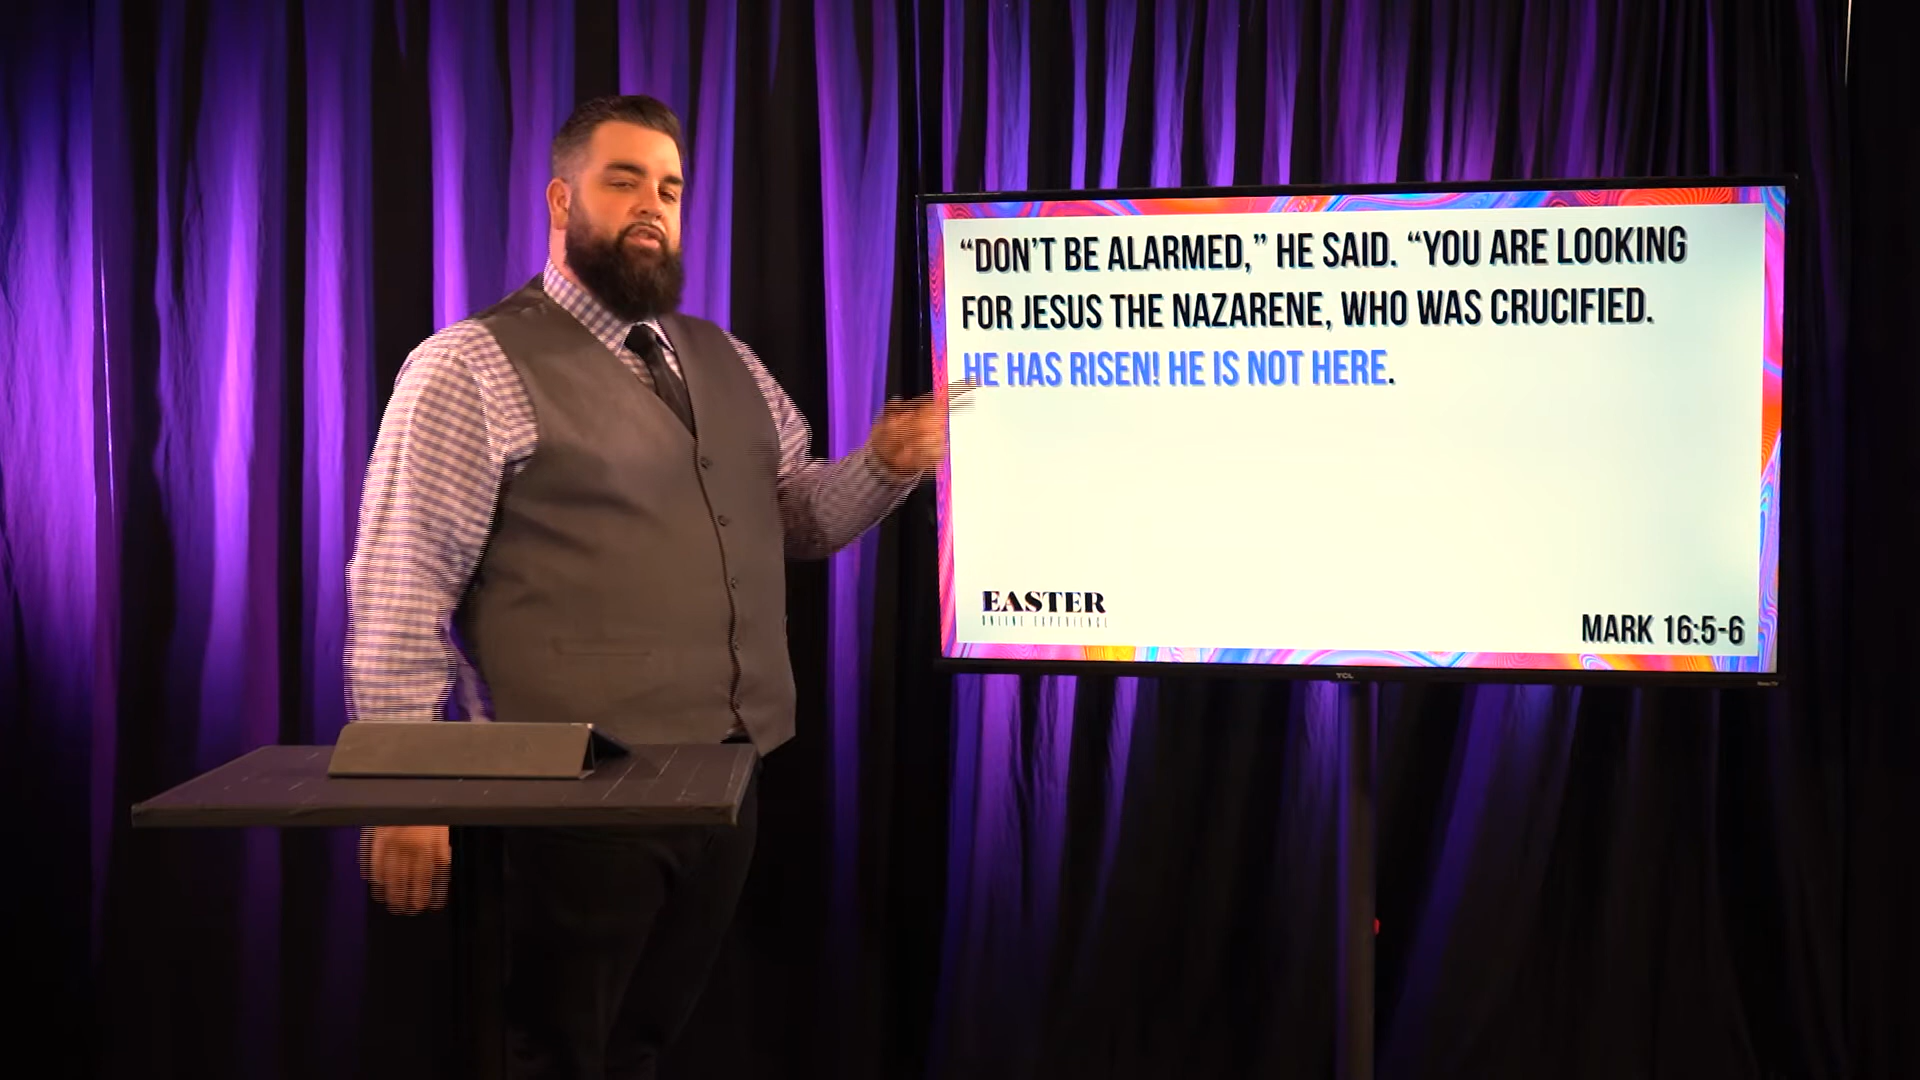 “DON’T BE ALARMED,” HE SAID. “YOU ARE LOOKING
FOR JESUS THE NAZARENE, WHO WAS CRUCIFIED.
HE HAS RISEN! HE IS NOT HERE.
EASTER
ONLINE EXPERIENCE
MARK 16:5-6
TCL